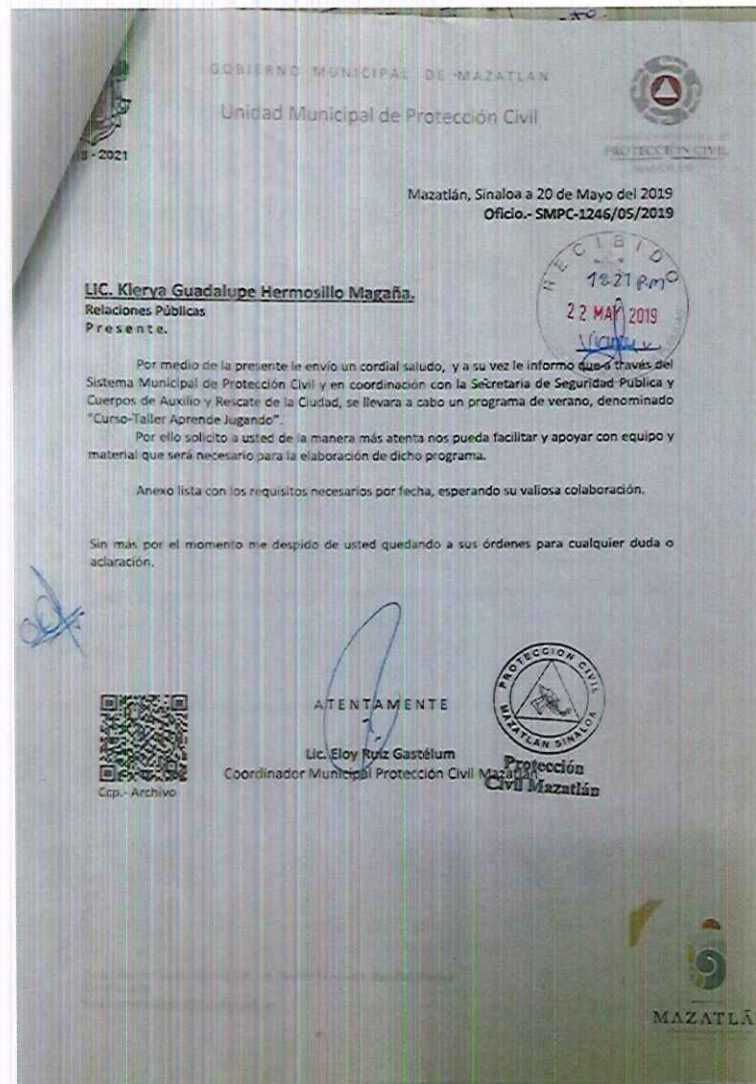 GOBIERNO MUNICIPAL DE MAZATLAN
Unidad Municipal de Protección Civil
- 2021
PROTECCIÓN CIVIL
Mazatlán, Sinaloa a 20 de Mayo del 2019
Oficio.- SMPC-1246/05/2019
RECIBIDO
22 MAY 2019
LIC. Klerya Guadalupe Hermosillo Magaña.
Relaciones Públicas
Presente.
Por medio de la presente le envío un cordial saludo, y a su vez le informo que a través del
Sistema Municipal de Protección Civil y en coordinación con la Secretaria de Seguridad Publica y
Cuerpos de Auxilio y Rescate de la Ciudad, se llevara a cabo un programa de verano, denominado
"Curso-Taller Aprende Jugando".
Por ello solicito a usted de la manera más atenta nos pueda facilitar y apoyar con equipo y
material que será necesario para la elaboración de dicho programa.
Anexo lista con los requisitos necesarios por fecha, esperando su valiosa colaboración.
Sin más por el momento me despido de usted quedando a sus órdenes para cualquier duda o
aclaración.
ATENTAMENTE
PROTECCION CIVIL
MAZATLAN SINALOA
Lic. Eloy Ruiz Gastélum
Coordinador Municipal Protección Civil Mazatlán
Protección
Civil Mazatlán
Ccp.- Archivo
MAZATLÁ